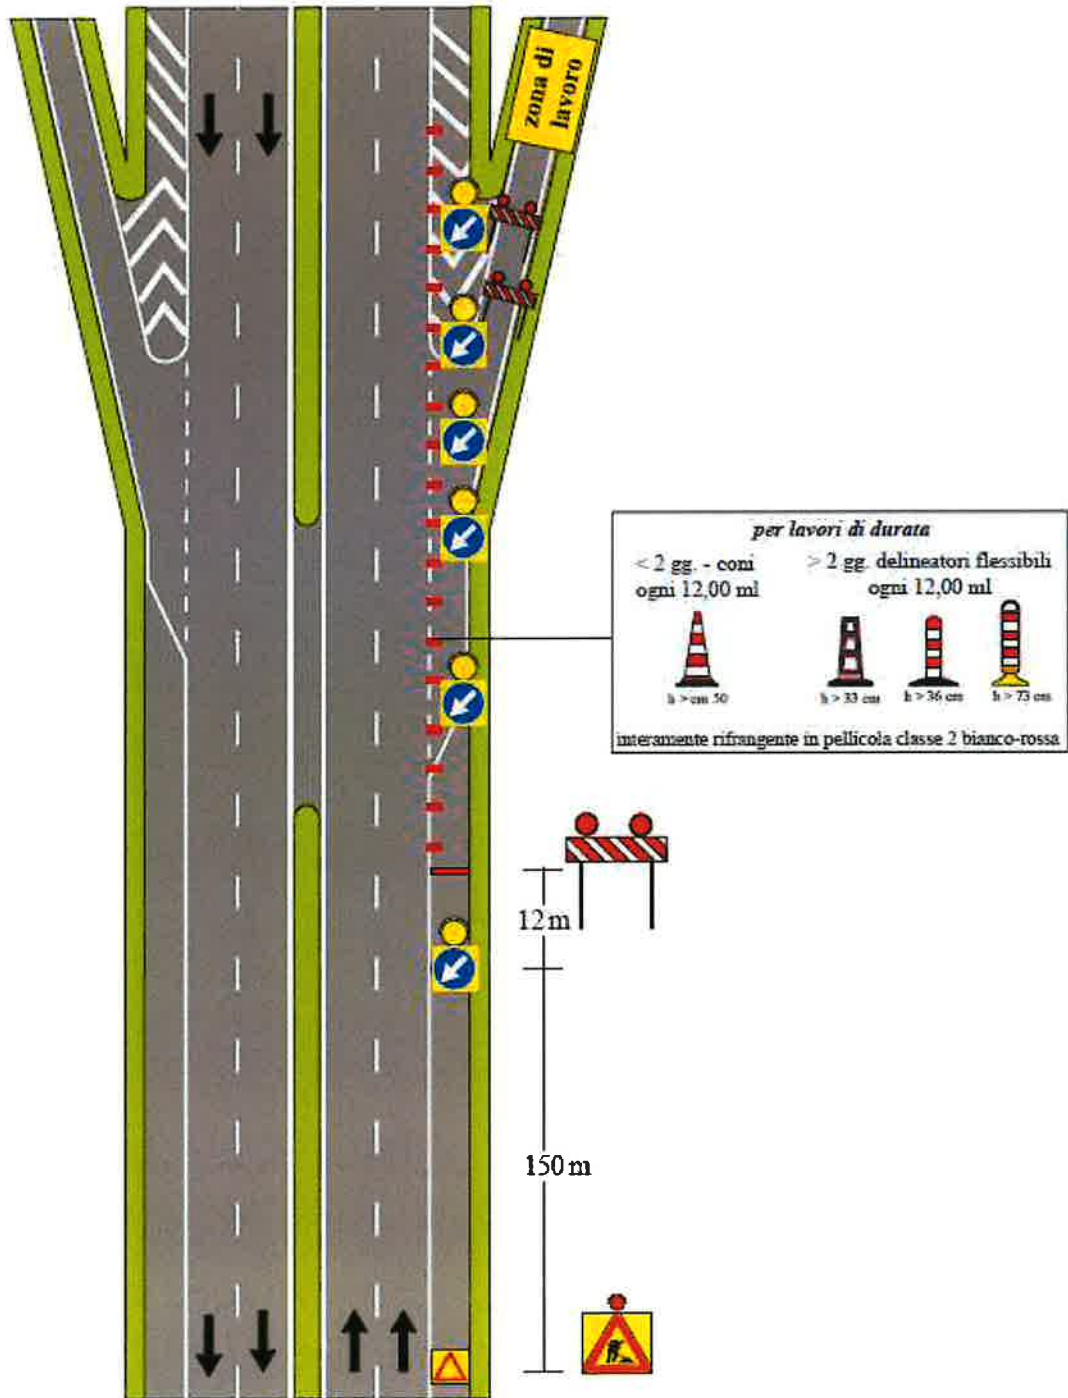 zona di
lavoro
per lavori di durata
< 2 gg. - coni
ogni 12,00 ml
> 2 gg. delineatori flessibili
ogni 12,00 ml
h > cm 50
h > 33 cm
h > 36 cm
h > 73 cm
interamente rifrangente in pellicola classe 2 bianco-rossa
12 m
150 m